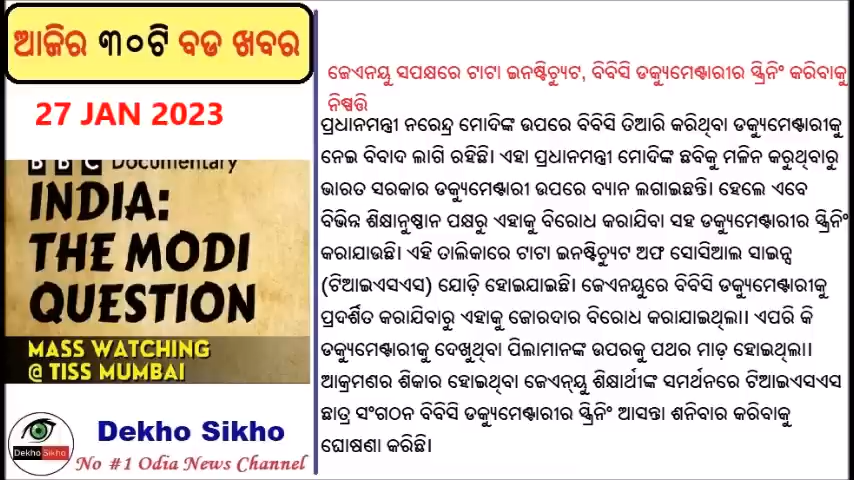 ଆଜିର ୩୦ଟି ବଡ ଖବର
27 JAN 2023
BBC Documentary
INDIA:
THE MODI
QUESTION
MASS WATCHING
@ TISS MUMBAI
Dekho Sikho
Dekho Sikho
No #1 Odia News Channel
ଜେଏନୟୁ ସପକ୍ଷରେ ଟାଟା ଇନଷ୍ଟିଚ୍ୟୁଟ, ବିବିସି ଡକ୍ୟୁମେଣ୍ଟାରୀର ସ୍କ୍ରିନିଂ କରିବାକୁ
ନିଷ୍ପତ୍ତି
ପ୍ରଧାନମନ୍ତ୍ରୀ ନରେନ୍ଦ୍ର ମୋଦିଙ୍କ ଉପରେ ବିବିସି ତିଆରି କରିଥିବା ଡକ୍ୟୁମେଣ୍ଟାରୀକୁ
ନେଇ ବିବାଦ ଲାଗି ରହିଛି। ଏହା ପ୍ରଧାନମନ୍ତ୍ରୀ ମୋଦିଙ୍କ ଛବିକୁ ମଳିନ କରୁଥିବାରୁ
ଭାରତ ସରକାର ଡକ୍ୟୁମେଣ୍ଟାରୀ ଉପରେ ବ୍ୟାନ ଲଗାଇଛନ୍ତି। ହେଲେ ଏବେ
ବିଭିନ୍ନ ଶିକ୍ଷାନୁଷ୍ଠାନ ପକ୍ଷରୁ ଏହାକୁ ବିରୋଧ କରାଯିବା ସହ ଡକ୍ୟୁମେଣ୍ଟାରୀର ସ୍କ୍ରିନିଂ
କରାଯାଉଛି। ଏହି ତାଲିକାରେ ଟାଟା ଇନଷ୍ଟିଚ୍ୟୁଟ ଅଫ ସୋସିଆଲ ସାଇନ୍ସ
(ଟିଆଇଏସଏସ) ଯୋଡ଼ି ହୋଇଯାଇଛି। ଜେଏନୟୁରେ ବିବିସି ଡକ୍ୟୁମେଣ୍ଟାରୀକୁ
ପ୍ରଦର୍ଶିତ କରାଯିବାରୁ ଏହାକୁ ଜୋରଦାର ବିରୋଧ କରାଯାଇଥିଲା। ଏପରି କି
ଡକ୍ୟୁମେଣ୍ଟାରୀକୁ ଦେଖୁଥିବା ପିଲାମାନଙ୍କ ଉପରକୁ ପଥର ମାଡ଼ ହୋଇଥିଲା।
ଆକ୍ରମଣର ଶିକାର ହୋଇଥିବା ଜେଏନ୍‌ୟୁ ଶିକ୍ଷାର୍ଥୀଙ୍କ ସମର୍ଥନରେ ଟିଆଇଏସଏସ
ଛାତ୍ର ସଂଗଠନ ବିବିସି ଡକ୍ୟୁମେଣ୍ଟାରୀର ସ୍କ୍ରିନିଂ ଆସନ୍ତା ଶନିବାର କରିବାକୁ
ଘୋଷଣା କରିଛି।